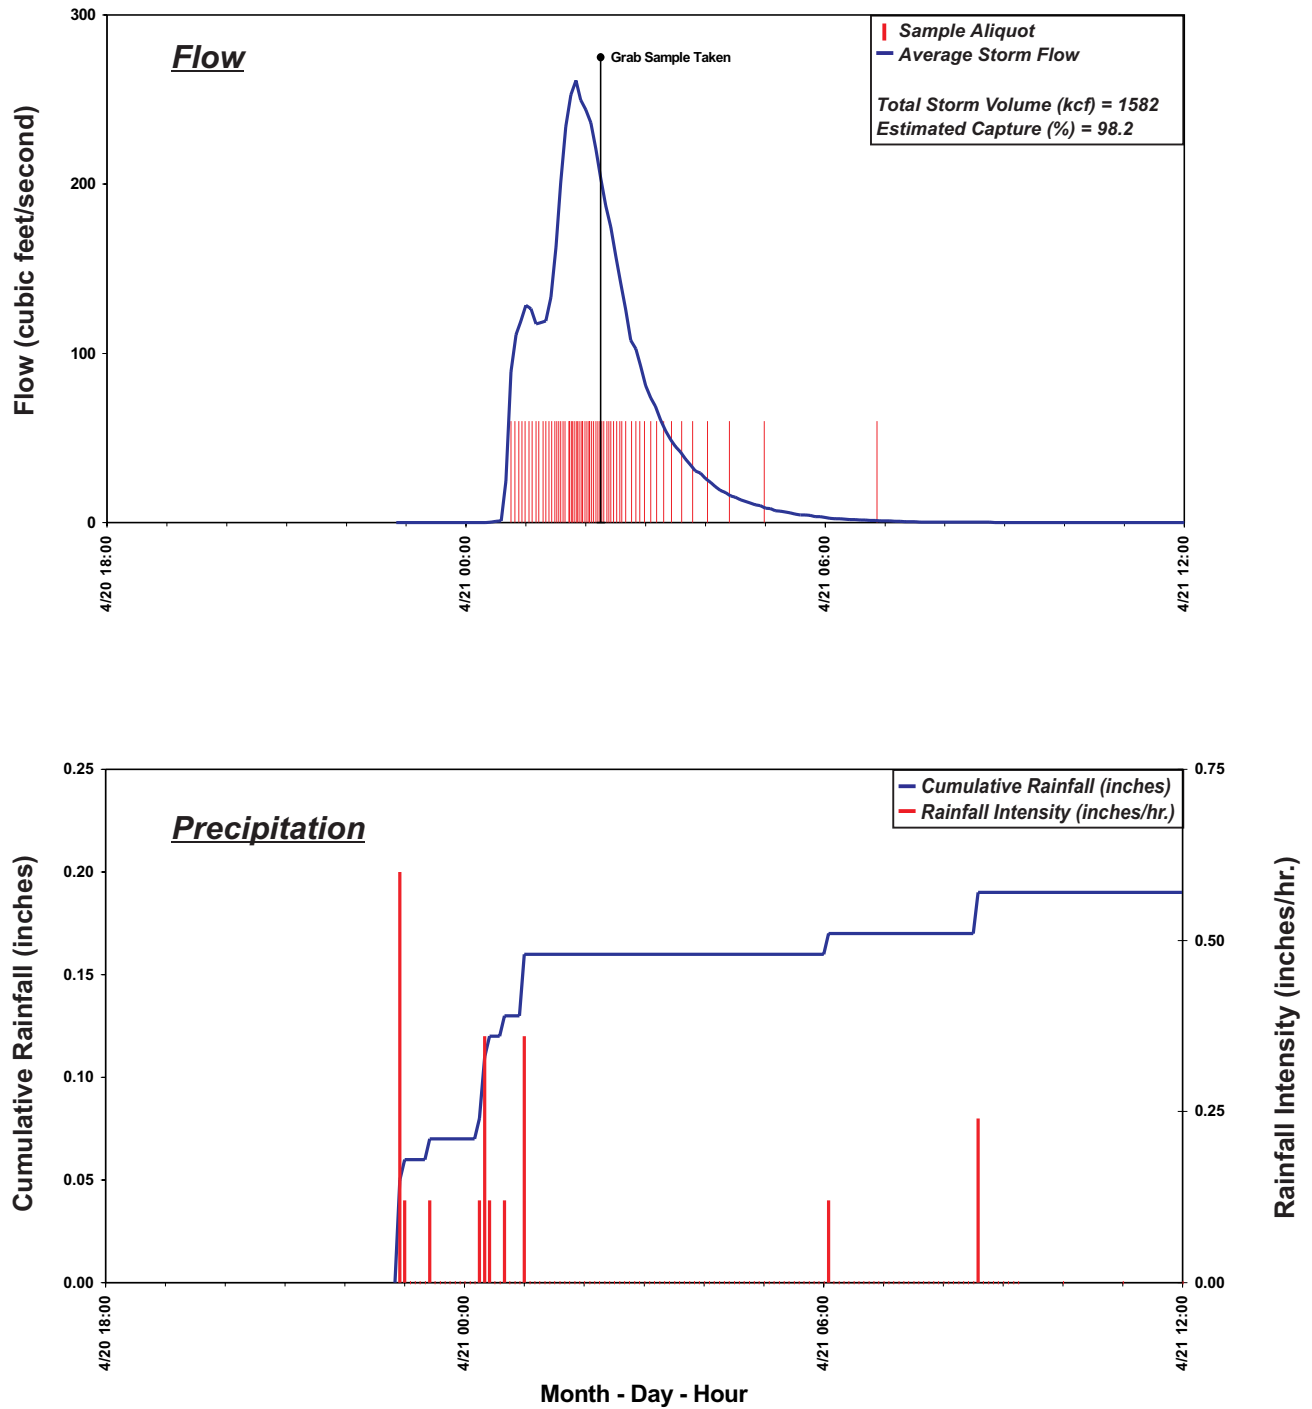 Flow
Grab Sample Taken
Sample Aliquot
Average Storm Flow
Total Storm Volume (kcf) = 1582
Estimated Capture (%) = 98.2
Flow (cubic feet/second)
300
200
100
0
4/20 18:00
4/21 00:00
4/21 06:00
4/21 12:00
Precipitation
Cumulative Rainfall (inches)
Rainfall Intensity (inches/hr.)
Cumulative Rainfall (inches)
0.25
0.20
0.15
0.10
0.05
0.00
0.75
0.50
0.25
0.00
Rainfall Intensity (inches/hr.)
4/20 18:00
4/21 00:00
4/21 06:00
4/21 12:00
Month - Day - Hour